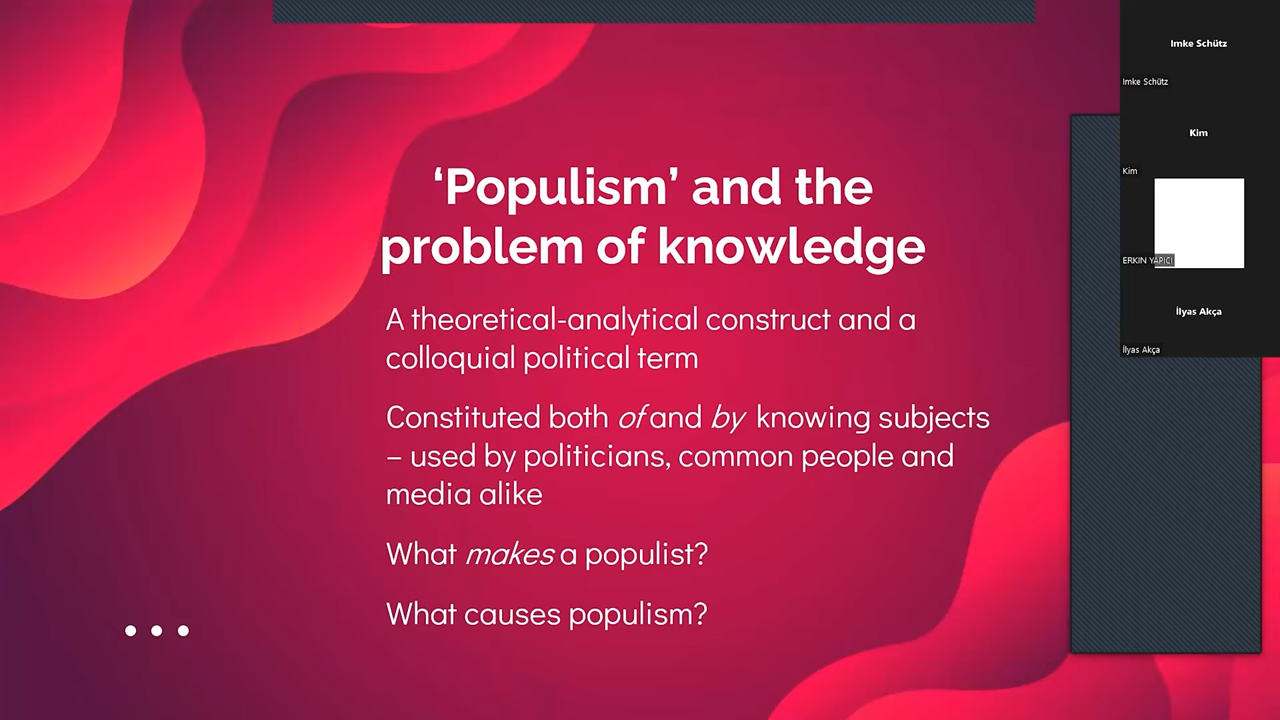 ‘Populism’ and the
problem of knowledge
A theoretical-analytical construct and a
colloquial political term
Constituted both of and by knowing subjects
– used by politicians, common people and
media alike
What makes a populist?
What causes populism?
Imke Schütz
Imke Schütz
Kim
Kim
ERKIN YAPICI
İlyas Akça
İlyas Akça